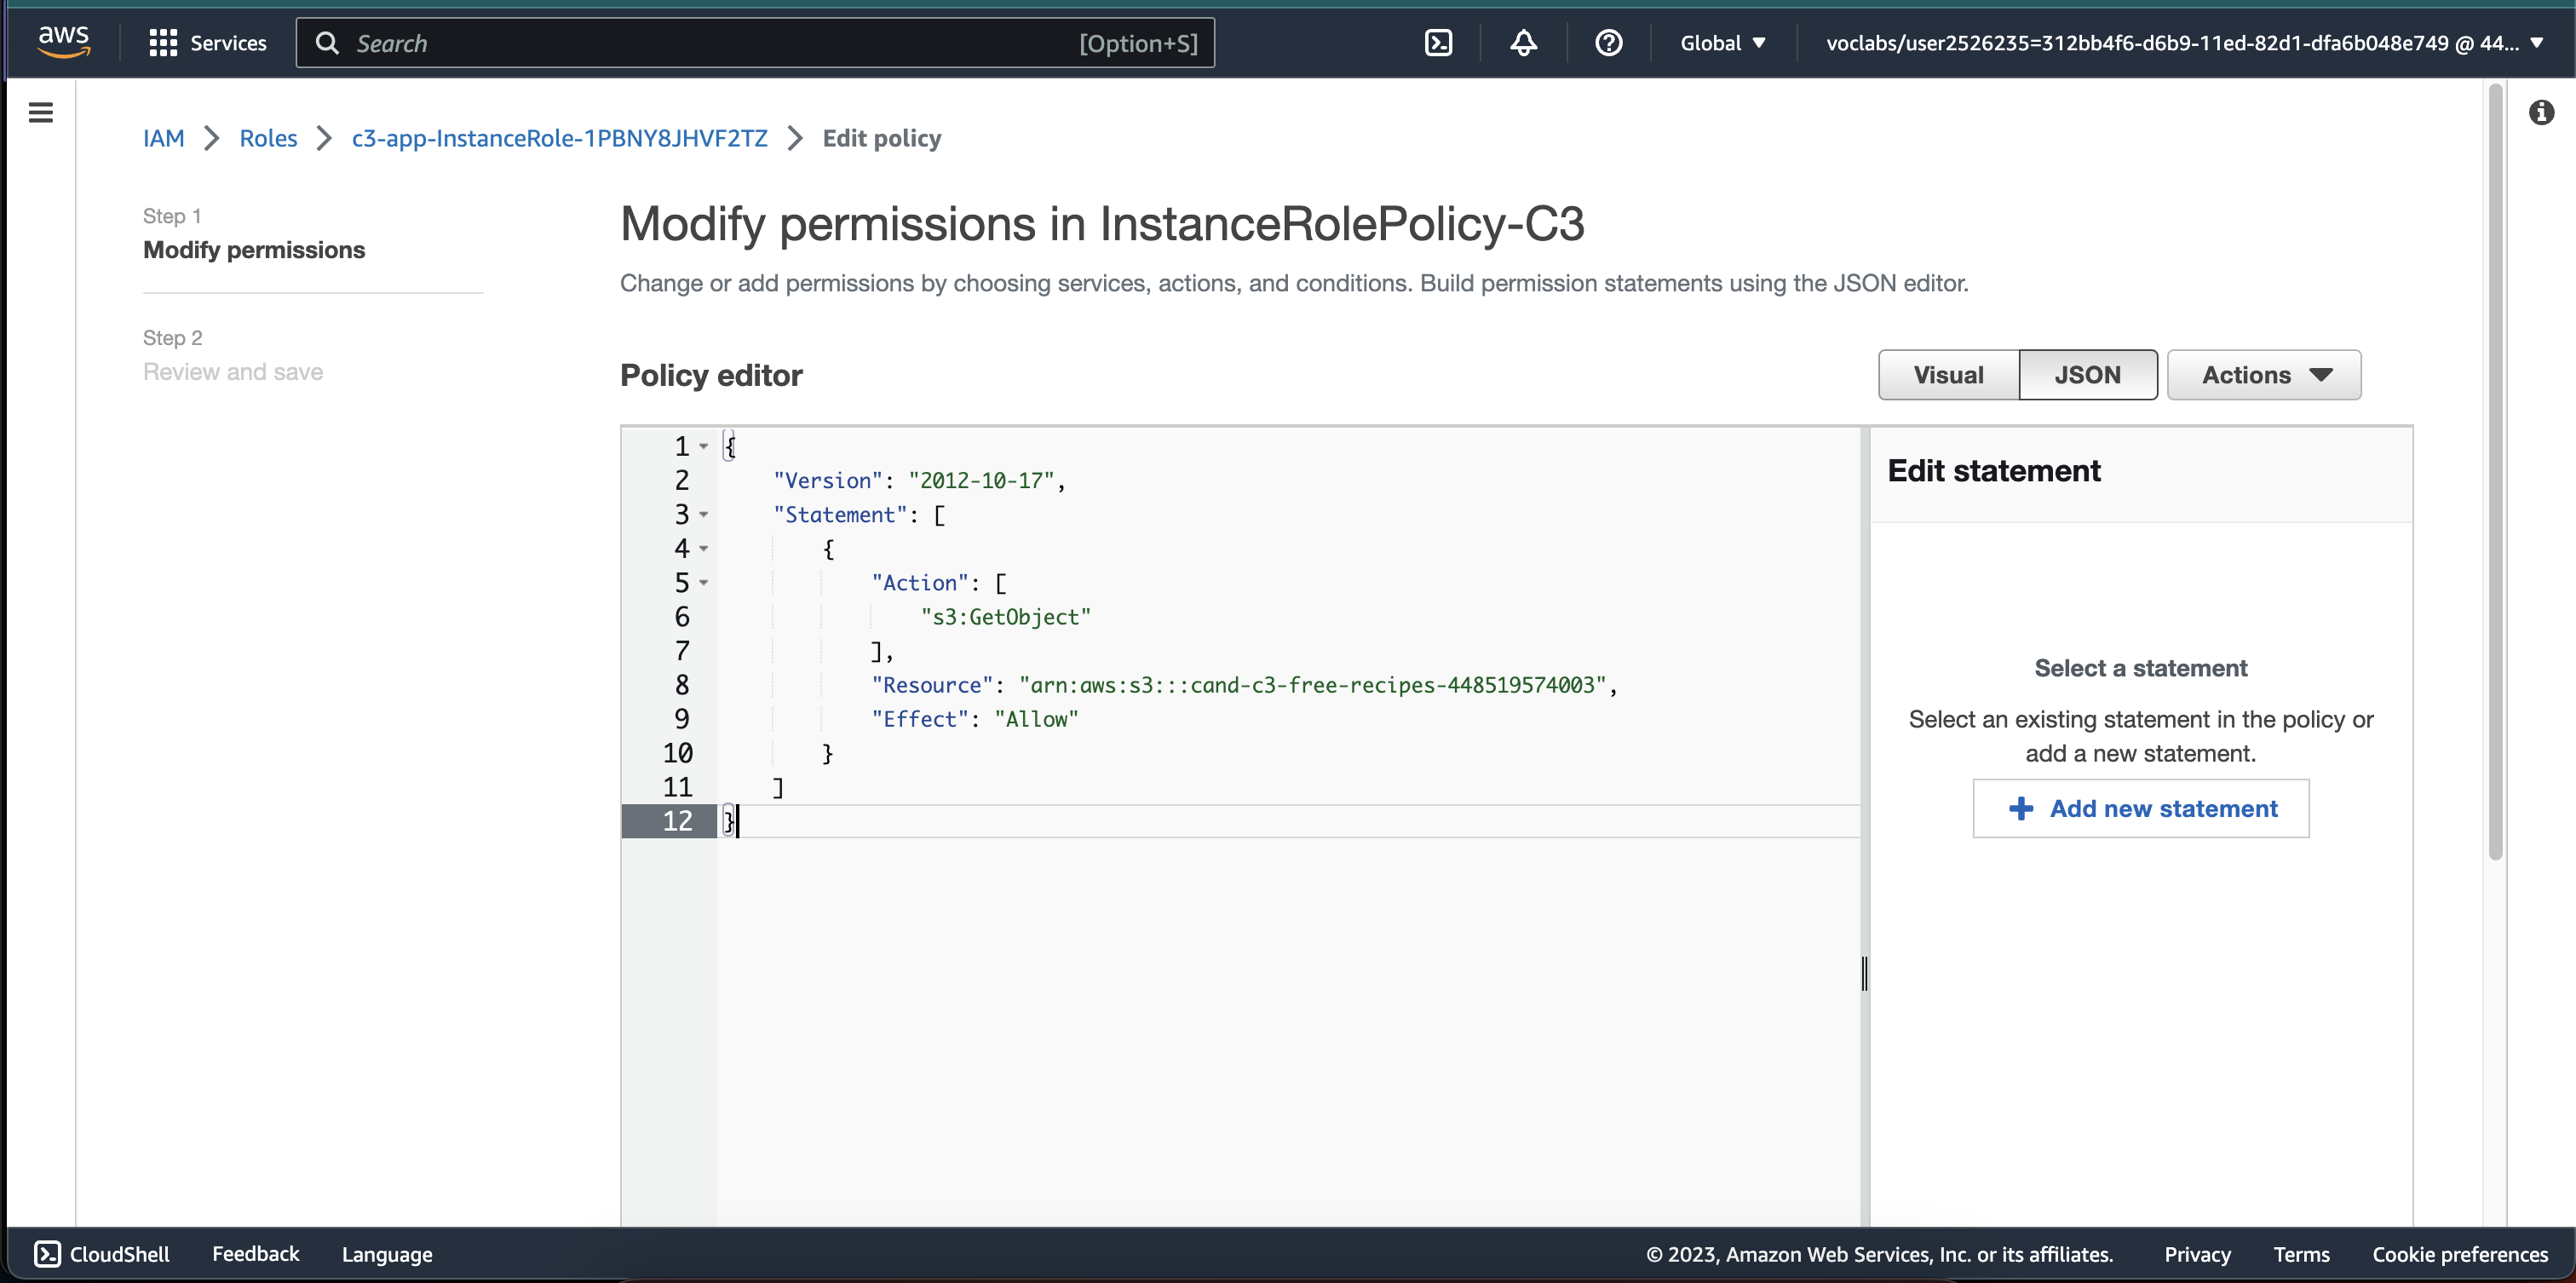 aws
Services
Search
[Option+S]
Global
voclabs/user2526235=312bb4f6-d6b9-11ed-82d1-dfa6b048e749 @ 44...
IAM
Roles
c3-app-InstanceRole-1PBNY8JHVF2TZ
Edit policy
Step 1
Modify permissions
Step 2
Review and save
Modify permissions in InstanceRolePolicy-C3
Change or add permissions by choosing services, actions, and conditions. Build permission statements using the JSON editor.
Policy editor
Visual
JSON
Actions
1 {
2 "Version": "2012-10-17",
3 "Statement": [
4 {
5 "Action": [
6 "s3:GetObject"
7 ],
8 "Resource": "arn:aws:s3:::cand-c3-free-recipes-448519574003",
9 "Effect": "Allow"
10 }
11 ]
12 }
Edit statement
Select a statement
Select an existing statement in the policy or
add a new statement.
Add new statement
CloudShell
Feedback
Language
© 2023, Amazon Web Services, Inc. or its affiliates.
Privacy
Terms
Cookie preferences